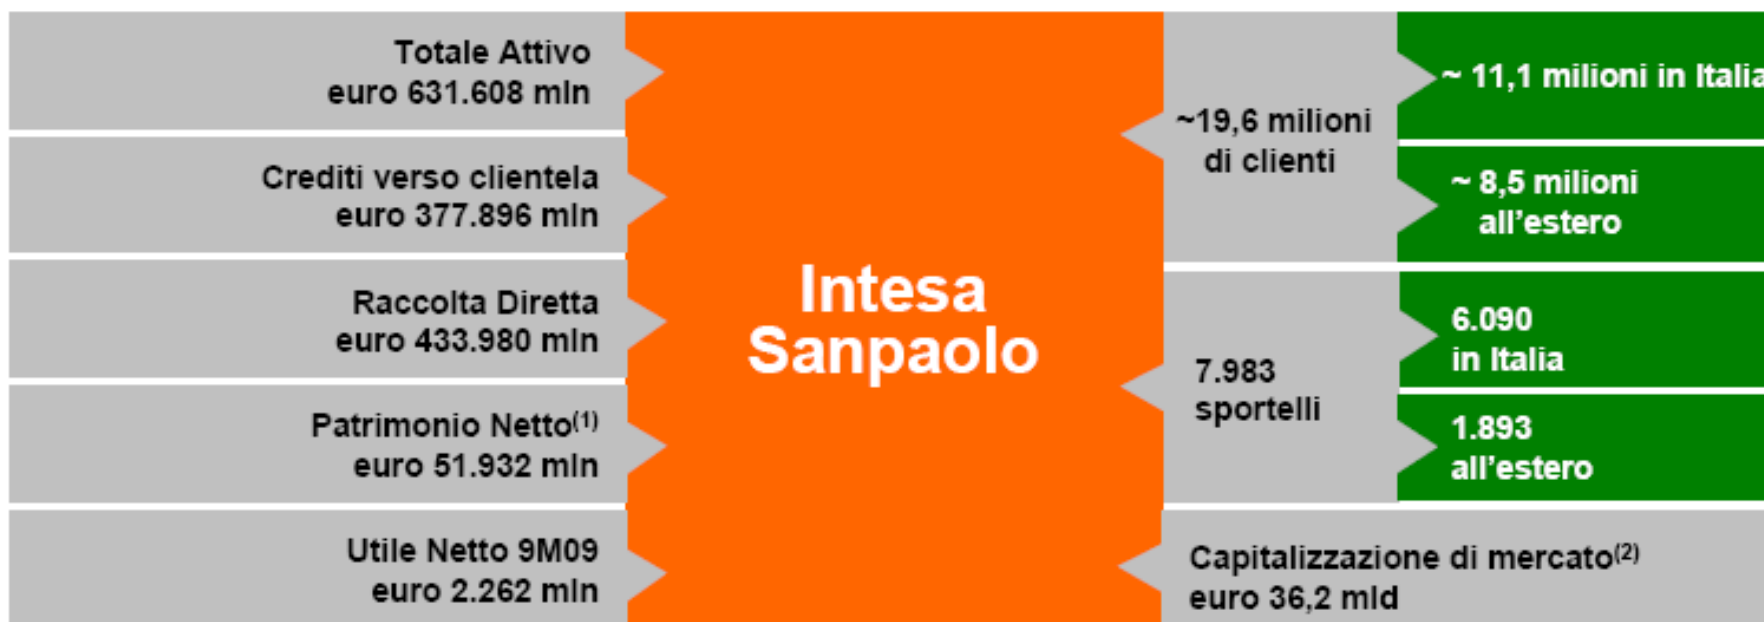 Totale Attivo
euro 631.608 mln
Crediti verso clientela
euro 377.896 mln
Raccolta Diretta
euro 433.980 mln
Patrimonio Netto(1)
euro 51.932 mln
Utile Netto 9M09
euro 2.262 mln
Intesa
Sanpaolo
~19,6 milioni
di clienti
~ 11,1 milioni in Italia
~ 8,5 milioni
all’estero
7.983
sportelli
6.090
in Italia
1.893
all’estero
Capitalizzazione di mercato(2)
euro 36,2 mld